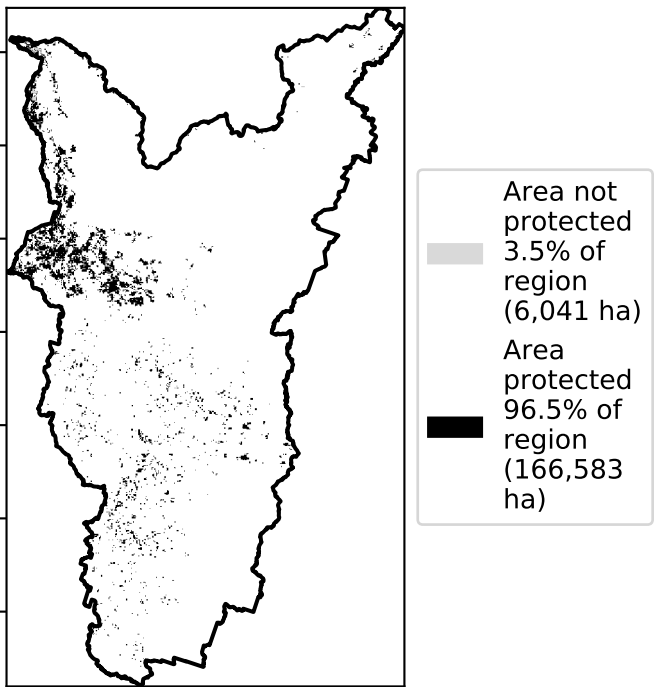 Area not
protected
3.5% of
region
(6,041 ha)
Area
protected
96.5% of
region
(166,583
ha)